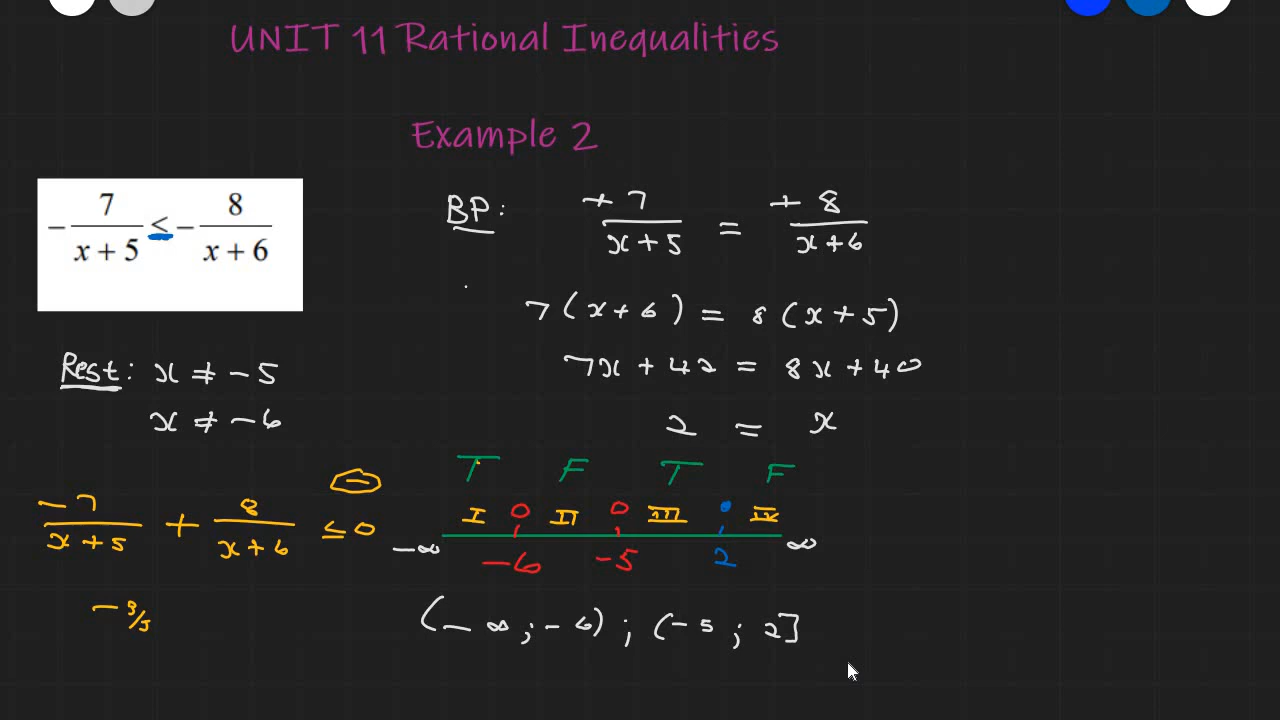 UNIT 11 Rational Inequalities
Example 2
-7/(x+5) ≤ -8/(x+6)
BP: +7/(x+5) = +8/(x+6)
7(x+6) = 8(x+5)
7x+42 = 8x+40
2 = x
Rest: x ≠ -5
x ≠ -6
-7/(x+5) + 8/(x+6) ≤ 0
-
T F T F
I 0 II 0 III IV
-∞ -6 -5 2 ∞
(-∞;-6);(-5;2]